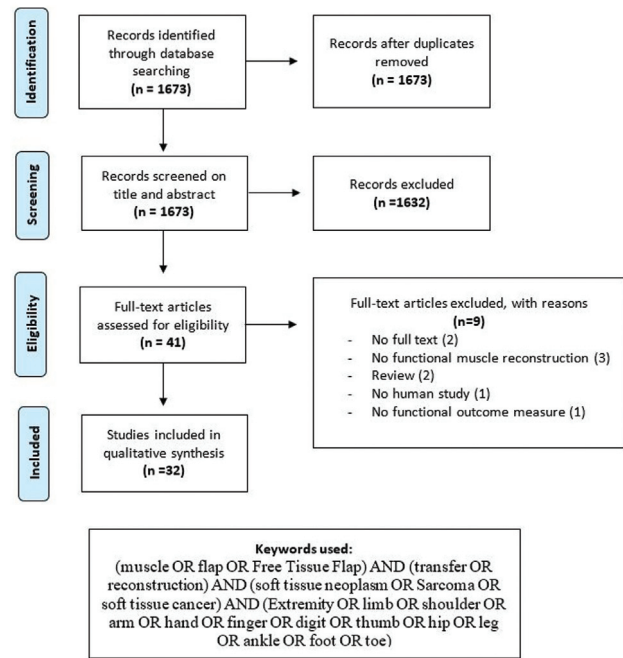 Identification
Records identified
through database
searching
(n = 1673)
Records after duplicates
removed
(n = 1673)
Screening
Records screened on
title and abstract
(n = 1673)
Records excluded
(n =1632)
Eligibility
Full-text articles
assessed for eligibility
(n = 41)
Full-text articles excluded, with reasons
(n=9)
- No full text (2)
- No functional muscle reconstruction (3)
- Review (2)
- No human study (1)
- No functional outcome measure (1)
Included
Studies included in
qualitative synthesis
(n =32)
Keywords used:
(muscle OR flap OR Free Tissue Flap) AND (transfer OR
reconstruction) AND (soft tissue neoplasm OR Sarcoma OR
soft tissue cancer) AND (Extremity OR limb OR shoulder OR
arm OR hand OR finger OR digit OR thumb OR hip OR leg
OR ankle OR foot OR toe)